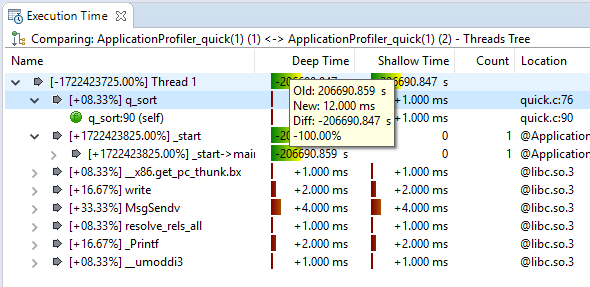 Execution Time
Comparing: ApplicationProfiler_quick(1) (1) <-> ApplicationProfiler_quick(1) (2) - Threads Tree
Name Deep Time Shallow Time Count Location
[-1722423725.00%] Thread 1 -206690.847 s -206690.847 s
[+08.33%] q_sort +1.000 ms quick.c:76
q_sort:90 (self) +1.000 ms quick.c:90
[+1722423825.00%] _start 0 1 @Application
[+1722423825.00%] _start->main -206690.859 s 0 1 @Application
[+08.33%] __x86.get_pc_thunk.bx +1.000 ms +1.000 ms @libc.so.3
[+16.67%] write +2.000 ms +2.000 ms @libc.so.3
[+33.33%] MsgSendv +4.000 ms +4.000 ms @libc.so.3
[+08.33%] resolve_rels_all +1.000 ms +1.000 ms @libc.so.3
[+16.67%] _Printf +2.000 ms +2.000 ms @libc.so.3
[+08.33%] __umoddi3 +1.000 ms +1.000 ms @libc.so.3
Old: 206690.859 s
New: 12.000 ms
Diff: -206690.847 s
-100.00%